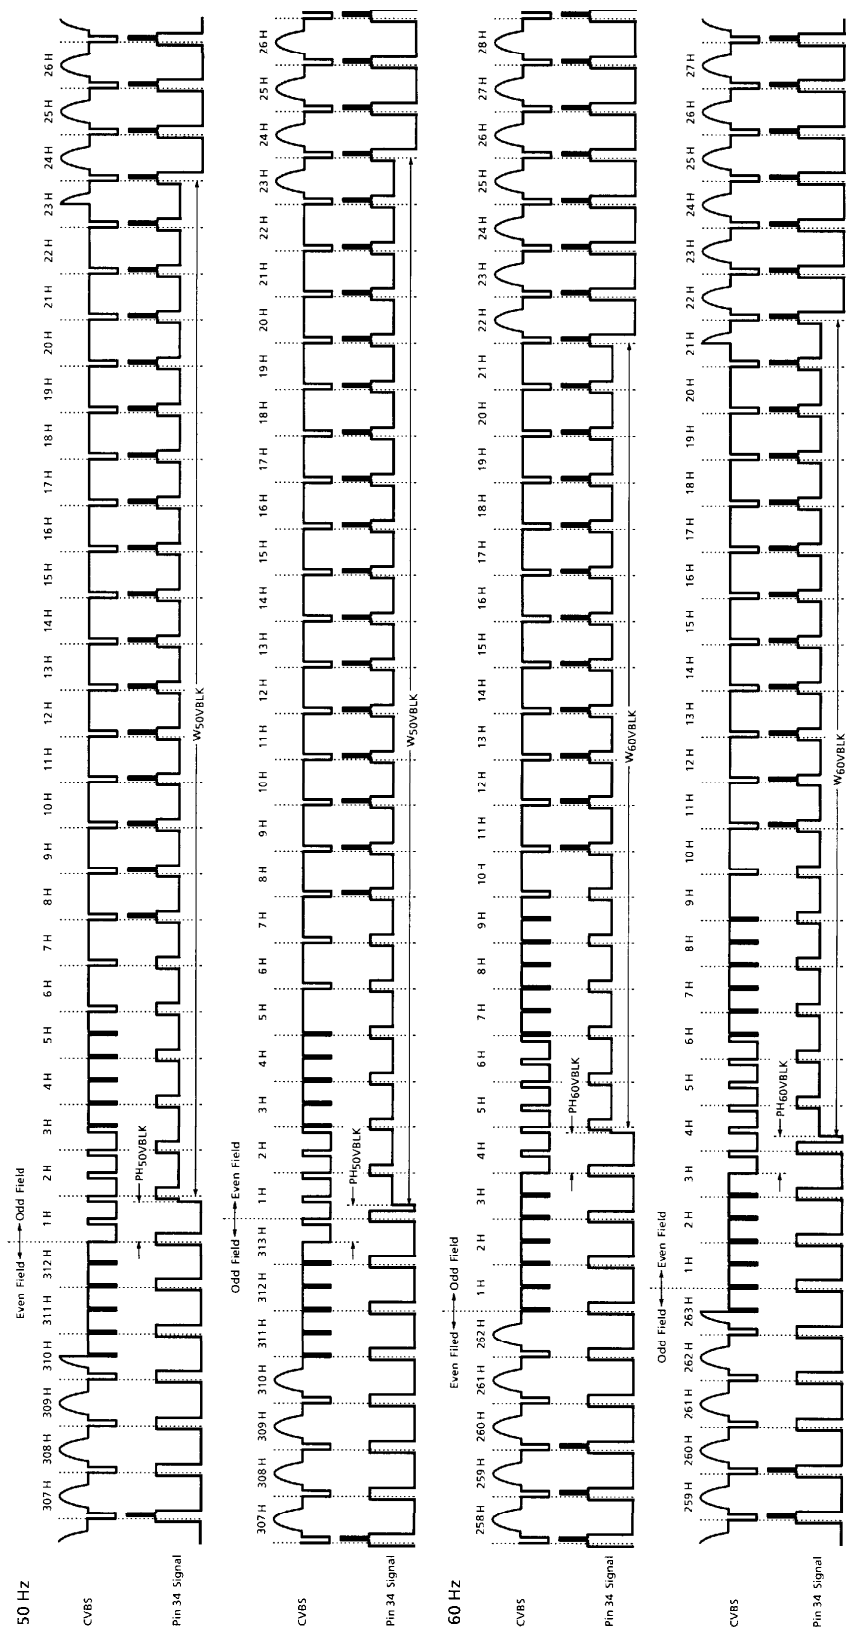 50 Hz
Even Field Odd Field
307 H 308 H 309 H 310 H 311 H 312 H 1 H 2 H 3 H 4 H 5 H 6 H 7 H 8 H 9 H 10 H 11 H 12 H 13 H 14 H 15 H 16 H 17 H 18 H 19 H 20 H 21 H 22 H 23 H 24 H 25 H 26 H
CVBS
PH50VBLK
Pin 34 Signal
W50VBLK
Odd Field Even Field
307 H 308 H 309 H 310 H 311 H 312 H 313 H 1 H 2 H 3 H 4 H 5 H 6 H 7 H 8 H 9 H 10 H 11 H 12 H 13 H 14 H 15 H 16 H 17 H 18 H 19 H 20 H 21 H 22 H 23 H 24 H 25 H 26 H
CVBS
PH50VBLK
Pin 34 Signal
W50VBLK
60 Hz
Even Filed Odd Field
258 H 259 H 260 H 261 H 262 H 1 H 2 H 3 H 4 H 5 H 6 H 7 H 8 H 9 H 10 H 11 H 12 H 13 H 14 H 15 H 16 H 17 H 18 H 19 H 20 H 21 H 22 H 23 H 24 H 25 H 26 H 27 H 28 H
CVBS
PH60VBLK
Pin 34 Signal
W60VBLK
Odd Field Even Field
259 H 260 H 261 H 262 H 263 H 1 H 2 H 3 H 4 H 5 H 6 H 7 H 8 H 9 H 10 H 11 H 12 H 13 H 14 H 15 H 16 H 17 H 18 H 19 H 20 H 21 H 22 H 23 H 24 H 25 H 26 H 27 H
CVBS
PH60VBLK
Pin 34 Signal
W60VBLK